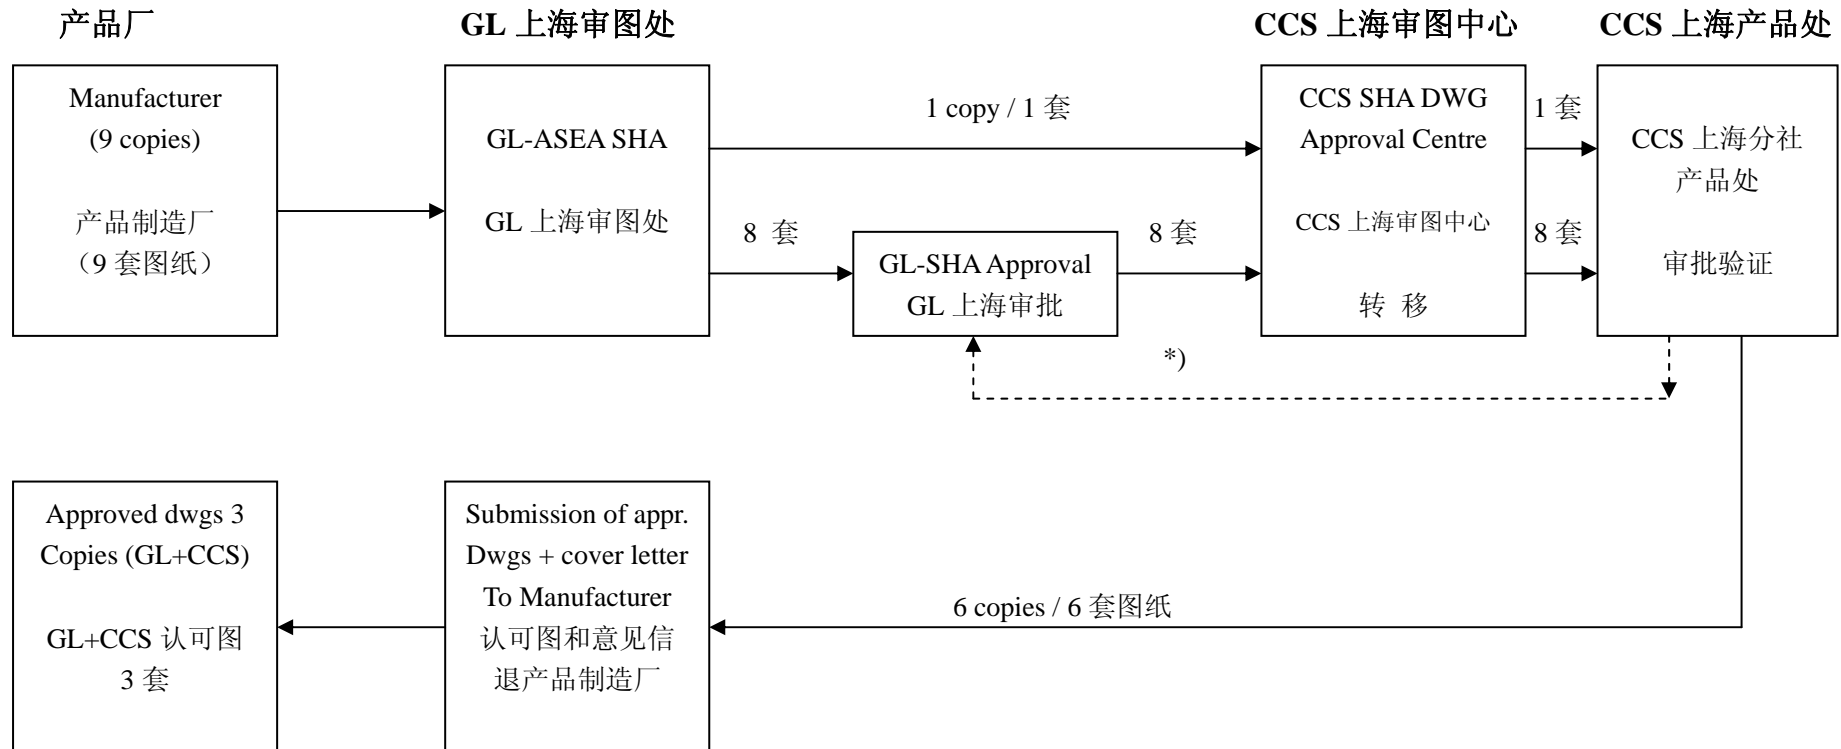 产品厂
GL 上海审图处
CCS 上海审图中心
CCS 上海产品处
Manufacturer
(9 copies)
产品制造厂
（9 套图纸）
GL-ASEA SHA
GL 上海审图处
1 copy / 1 套
8 套
GL-SHA Approval
GL 上海审批
8 套
CCS SHA DWG
Approval Centre
CCS 上海审图中心
转 移
1 套
8 套
CCS 上海分社
产品处
审批验证
*)
Approved dwgs 3
Copies (GL+CCS)
GL+CCS 认可图
3 套
Submission of appr.
Dwgs + cover letter
To Manufacturer
认可图和意见信
退产品制造厂
6 copies / 6 套图纸